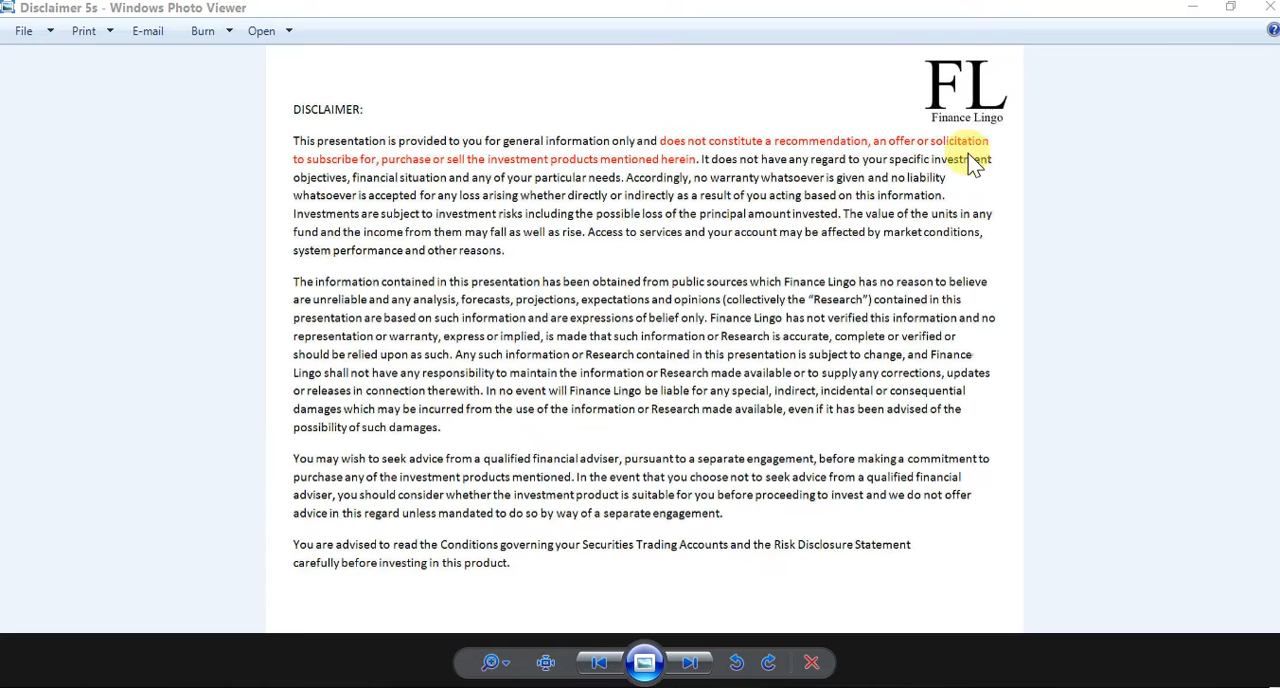 Disclaimer 5s - Windows Photo Viewer
File Print E-mail Burn Open
FL
Finance Lingo
DISCLAIMER:
This presentation is provided to you for general information only and does not constitute a recommendation, an offer or solicitation
to subscribe for, purchase or sell the investment products mentioned herein. It does not have any regard to your specific investment
objectives, financial situation and any of your particular needs. Accordingly, no warranty whatsoever is given and no liability
whatsoever is accepted for any loss arising whether directly or indirectly as a result of you acting based on this information.
Investments are subject to investment risks including the possible loss of the principal amount invested. The value of the units in any
fund and the income from them may fall as well as rise. Access to services and your account may be affected by market conditions,
system performance and other reasons.
The information contained in this presentation has been obtained from public sources which Finance Lingo has no reason to believe
are unreliable and any analysis, forecasts, projections, expectations and opinions (collectively the “Research”) contained in this
presentation are based on such information and are expressions of belief only. Finance Lingo has not verified this information and no
representation or warranty, express or implied, is made that such information or Research is accurate, complete or verified or
should be relied upon as such. Any such information or Research contained in this presentation is subject to change, and Finance
Lingo shall not have any responsibility to maintain the information or Research made available or to supply any corrections, updates
or releases in connection therewith. In no event will Finance Lingo be liable for any special, indirect, incidental or consequential
damages which may be incurred from the use of the information or Research made available, even if it has been advised of the
possibility of such damages.
You may wish to seek advice from a qualified financial adviser, pursuant to a separate engagement, before making a commitment to
purchase any of the investment products mentioned. In the event that you choose not to seek advice from a qualified financial
adviser, you should consider whether the investment product is suitable for you before proceeding to invest and we do not offer
advice in this regard unless mandated to do so by way of a separate engagement.
You are advised to read the Conditions governing your Securities Trading Accounts and the Risk Disclosure Statement
carefully before investing in this product.